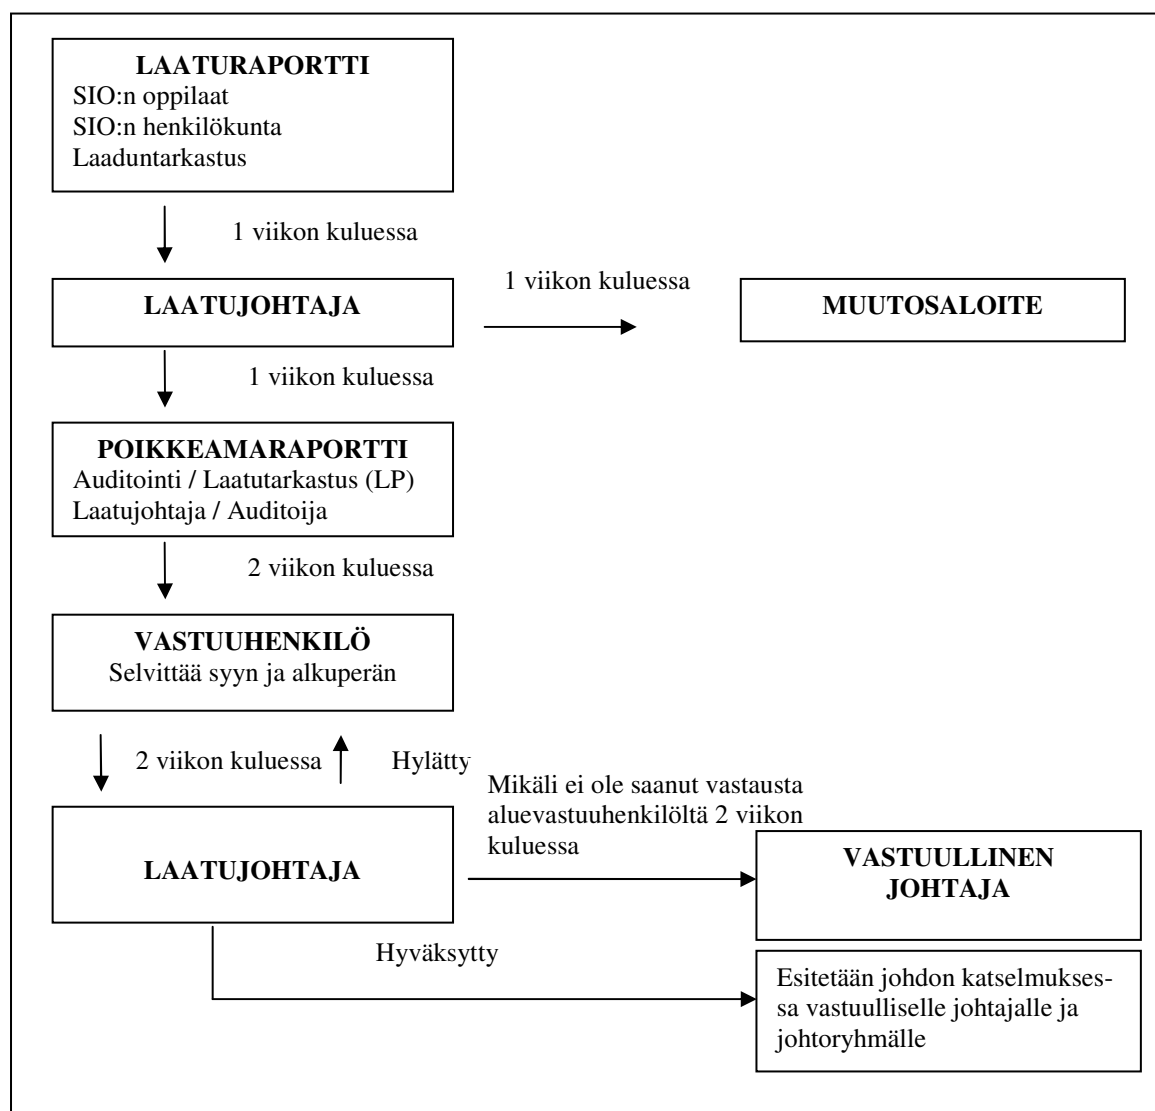 LAATURAPORTTI
SIO:n oppilaat
SIO:n henkilökunta
Laaduntarkastus
1 viikon kuluessa
LAATUJOHTAJA
1 viikon kuluessa
MUUTOSALOITE
1 viikon kuluessa
POIKKEAMARAPORTTI
Auditointi / Laatutarkastus (LP)
Laatujohtaja / Auditoija
2 viikon kuluessa
VASTUUHENKILÖ
Selvittää syyn ja alkuperän
2 viikon kuluessa
Hylätty
Mikäli ei ole saanut vastausta
aluevastuuhenkilöltä 2 viikon
kuluessa
LAATUJOHTAJA
VASTUULLINEN
JOHTAJA
Hyväksytty
Esitetään johdon katselmukses-
sa vastuulliselle johtajalle ja
johtoryhmälle